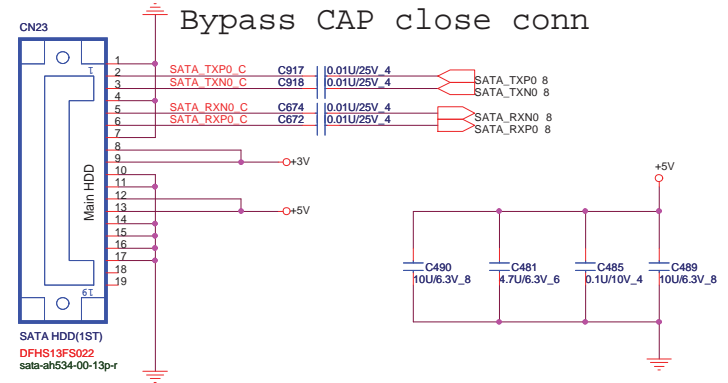 Bypass CAP close conn
CN23
1
1
2 SATA_TXP0_C C917 0.01U/25V_4 SATA_TXP0 8
3 SATA_TXN0_C C918 0.01U/25V_4 SATA_TXN0 8
4
5 SATA_RXN0_C C674 0.01U/25V_4 SATA_RXN0 8
6 SATA_RXP0_C C672 0.01U/25V_4 SATA_RXP0 8
7
8
9 +3V
10
11
12
13 +5V
14
15
16
17
18
19
19
Main HDD
SATA HDD(1ST)
DFHS13FS022
sata-ah534-00-13p-r
+5V
C490 C481 C485 C489
10U/6.3V_8 4.7U/6.3V_6 0.1U/10V_4 10U/6.3V_8